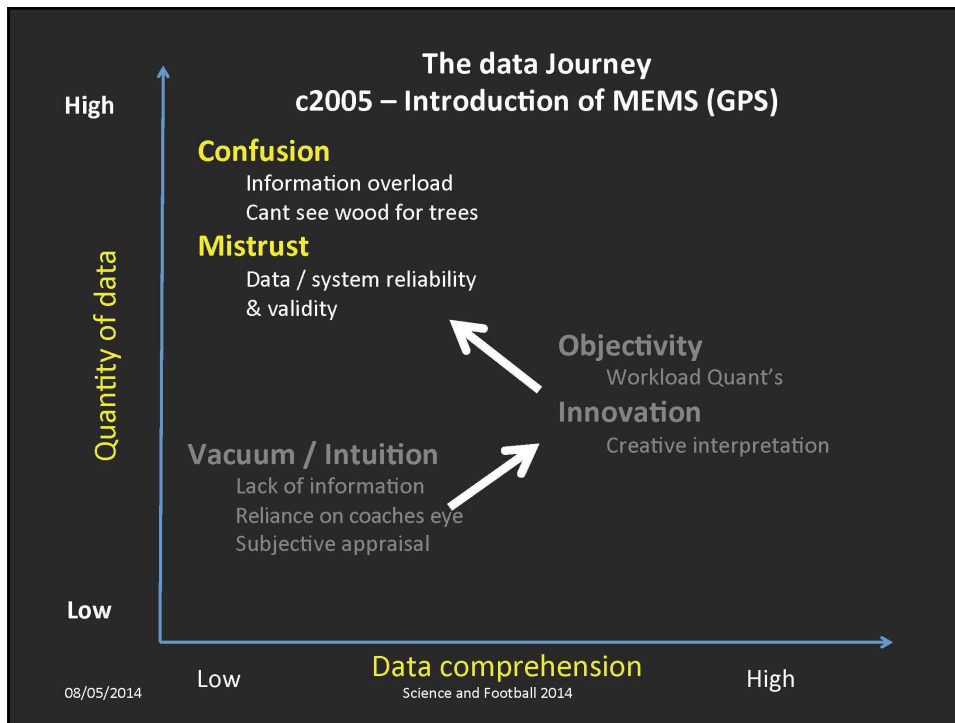 The data Journey
c2005 – Introduction of MEMS (GPS)
High
Confusion
Information overload
Cant see wood for trees
Mistrust
Data / system reliability
& validity
Quantity of data
Objectivity
Workload Quant's
Innovation
Creative interpretation
Vacuum / Intuition
Lack of information
Reliance on coaches eye
Subjective appraisal
Low
Low
Data comprehension
High
08/05/2014
Science and Football 2014